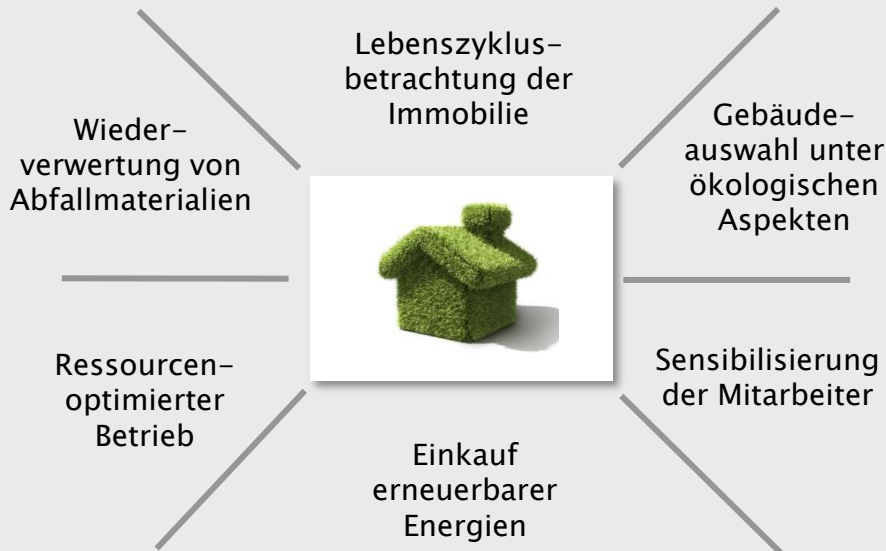 Lebenszyklus-
betrachtung der
Immobilie
Gebäude-
auswahl unter
ökologischen
Aspekten
Sensibilisierung
der Mitarbeiter
Einkauf
erneuerbarer
Energien
Ressourcen-
optimierter
Betrieb
Wieder-
verwertung von
Abfallmaterialien